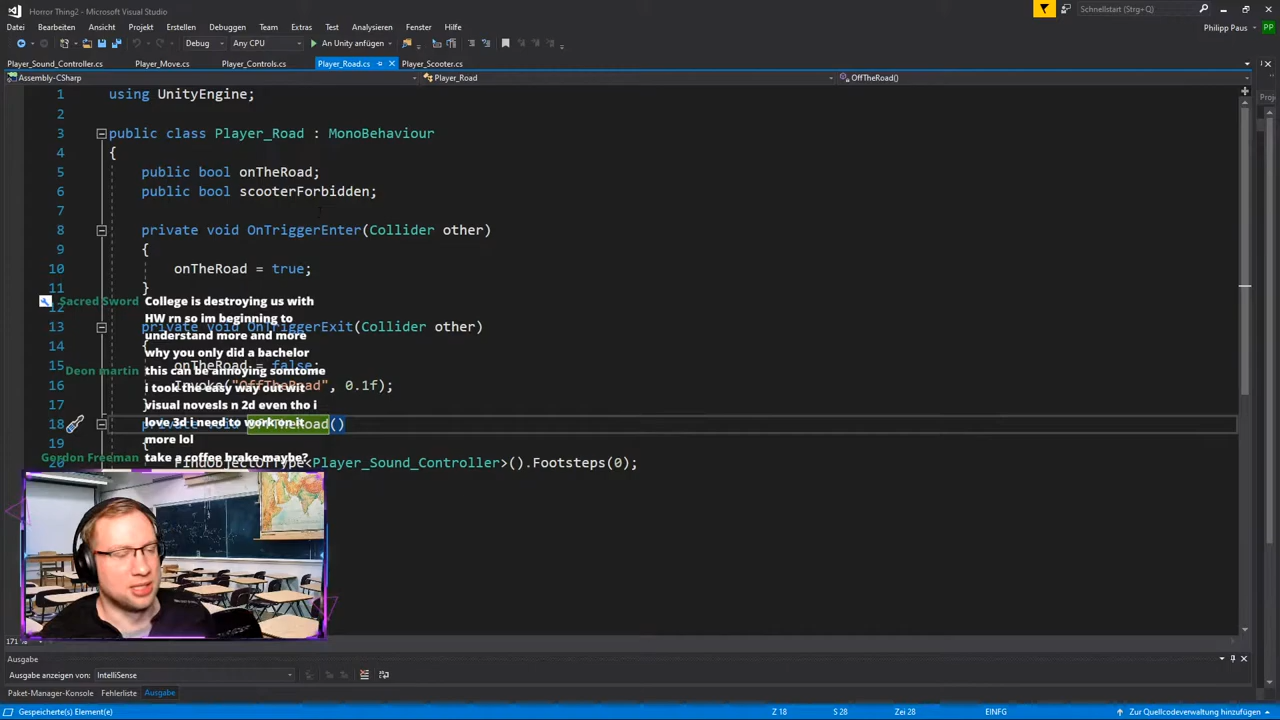 Horror Thing2 - Microsoft Visual Studio
Schnellstart (Strg+Q)
Datei Bearbeiten Ansicht Projekt Erstellen Debuggen Team Extras Test Analysieren Fenster Hilfe
Philipp Paus PP
Debug Any CPU An Unity anfügen
Player_Sound_Controller.cs Player_Move.cs Player_Controls.cs Player_Road.cs Player_Scooter.cs
Assembly-CSharp Player_Road OffTheRoad()
Proj
1 using UnityEngine;
2
3 public class Player_Road : MonoBehaviour
4 {
5 public bool onTheRoad;
6 public bool scooterForbidden;
7
8 private void OnTriggerEnter(Collider other)
9 {
10 onTheRoad = true;
11 }
Sacred Sword College is destroying us with
HW rn so im beginning to
13 private void OnTriggerExit(Collider other)
understand more and more
14 {
why you only did a bachelor
15 onTheRoad = false;
Deon martin this can be annoying somtome
16 Invoke("OffTheRoad", 0.1f);
i took the easy way out wit
17 }
visual novesls n 2d even tho i
18 private void OffTheRoad()
love 3d i need to work on it
19 {
more lol
Gordon Freeman take a coffee brake maybe?
20 FindObjectOfType<Player_Sound_Controller>().Footsteps(0);
171 %
Ausgabe
Ausgabe anzeigen von: IntelliSense
Paket-Manager-Konsole Fehlerliste Ausgabe
Gespeicherte(s) Element(e) Z 18 S 28 Zei 28 EINFG Zur Quellcodeverwaltung hinzufügen